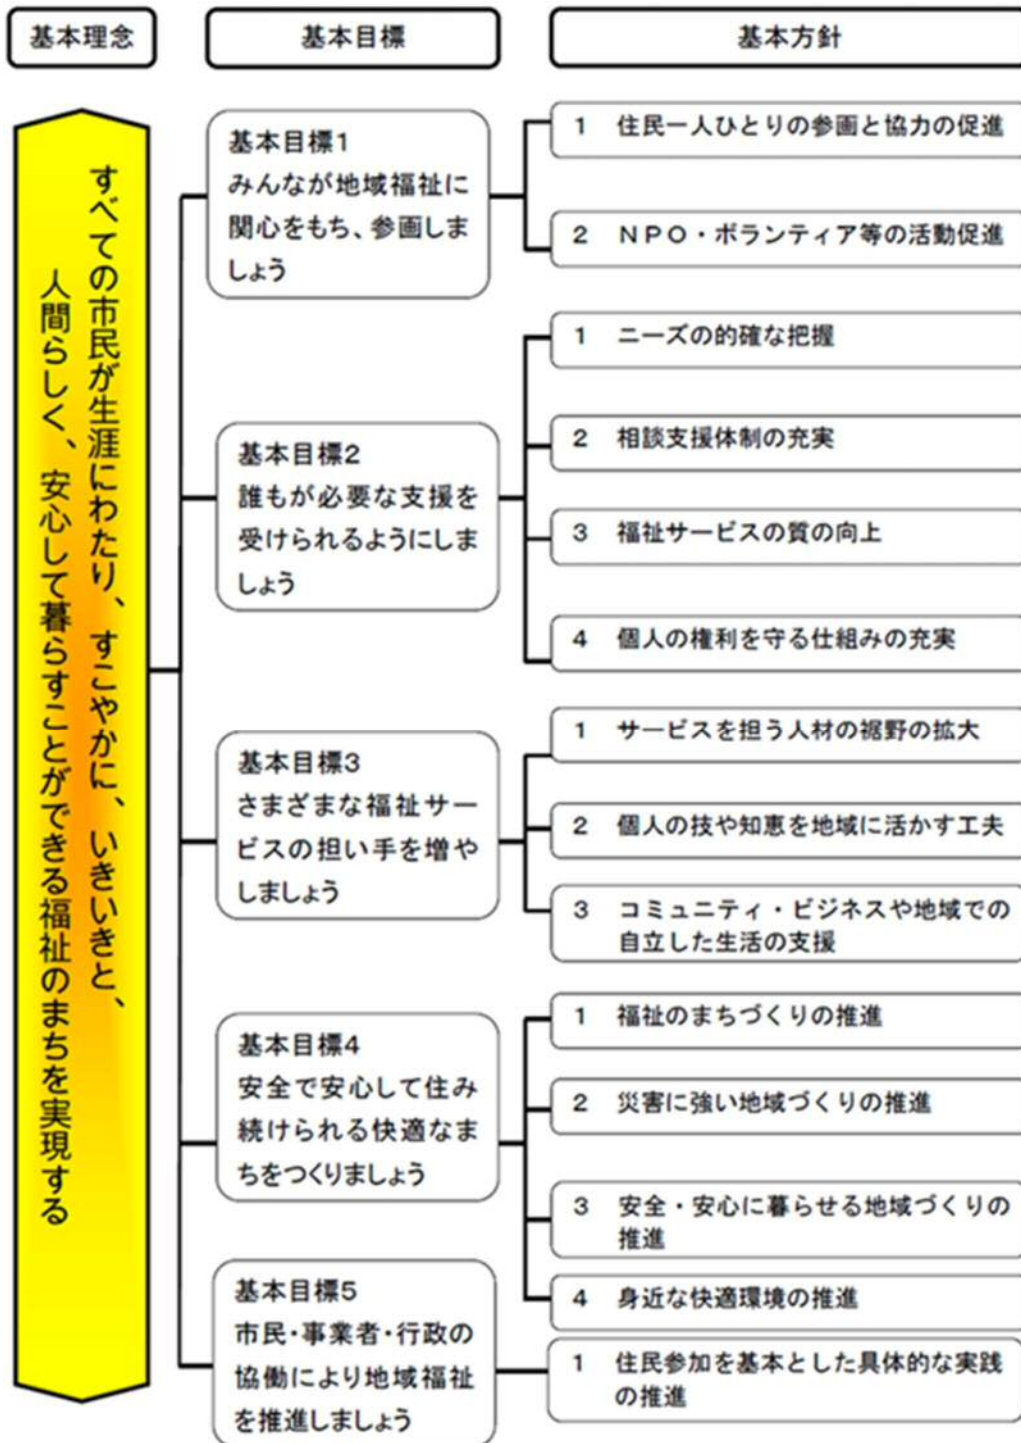 基本理念
基本目標
基本方針
すべての市民が生涯にわたり、すこやかに、いきいきと、
人間らしく、安心して暮らすことができる福祉のまちを実現する
基本目標1
みんなが地域福祉に
関心をもち、参画しま
しょう
1 住民一人ひとりの参画と協力の促進
2 NPO・ボランティア等の活動促進
基本目標2
誰もが必要な支援を
受けられるようにしま
しょう
1 ニーズの的確な把握
2 相談支援体制の充実
3 福祉サービスの質の向上
4 個人の権利を守る仕組みの充実
基本目標3
さまざまな福祉サー
ビスの担い手を増や
しましょう
1 サービスを担う人材の裾野の拡大
2 個人の技や知恵を地域に活かす工夫
3 コミュニティ・ビジネスや地域での
自立した生活の支援
基本目標4
安全で安心して住み
続けられる快適なま
ちをつくりましょう
1 福祉のまちづくりの推進
2 災害に強い地域づくりの推進
3 安全・安心に暮らせる地域づくりの
推進
4 身近な快適環境の推進
基本目標5
市民・事業者・行政の
協働により地域福祉
を推進しましょう
1 住民参加を基本とした具体的な実践
の推進